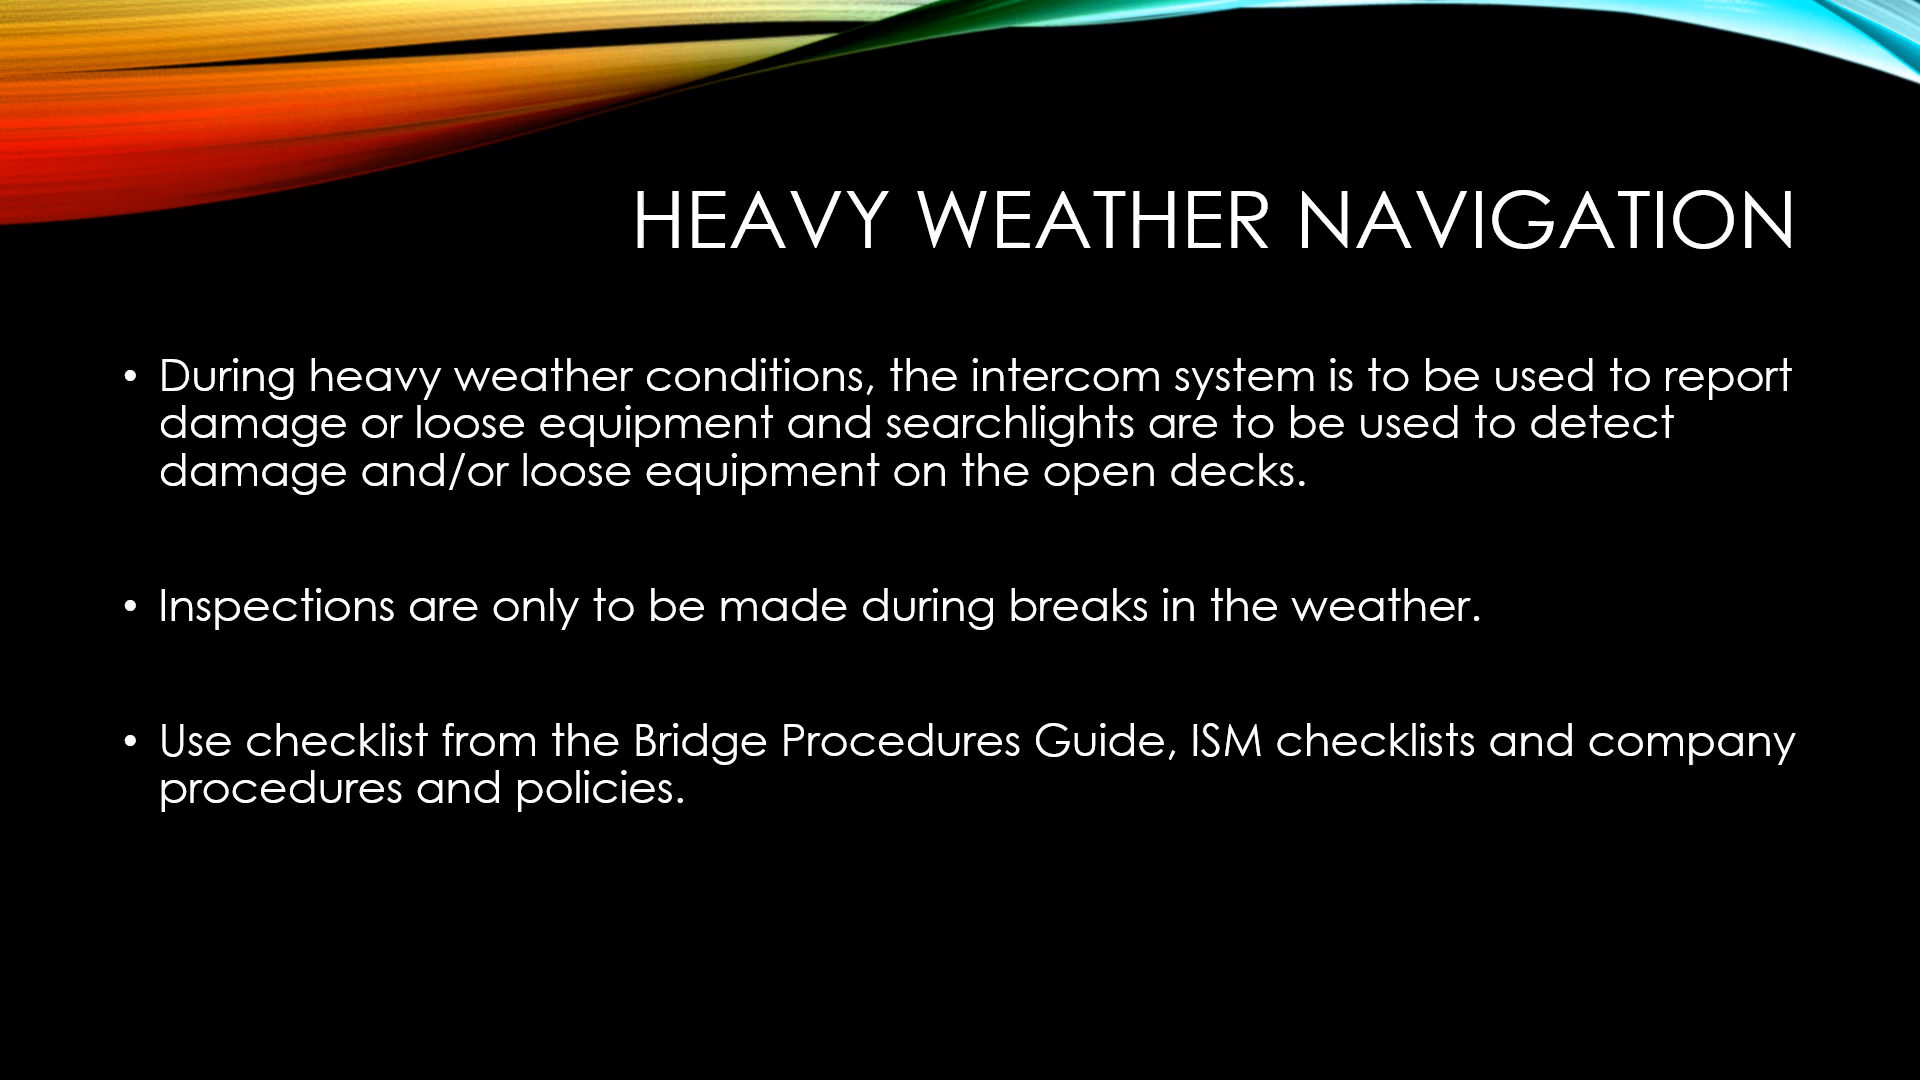 HEAVY WEATHER NAVIGATION
• During heavy weather conditions, the intercom system is to be used to report
damage or loose equipment and searchlights are to be used to detect
damage and/or loose equipment on the open decks.
• Inspections are only to be made during breaks in the weather.
• Use checklist from the Bridge Procedures Guide, ISM checklists and company
procedures and policies.